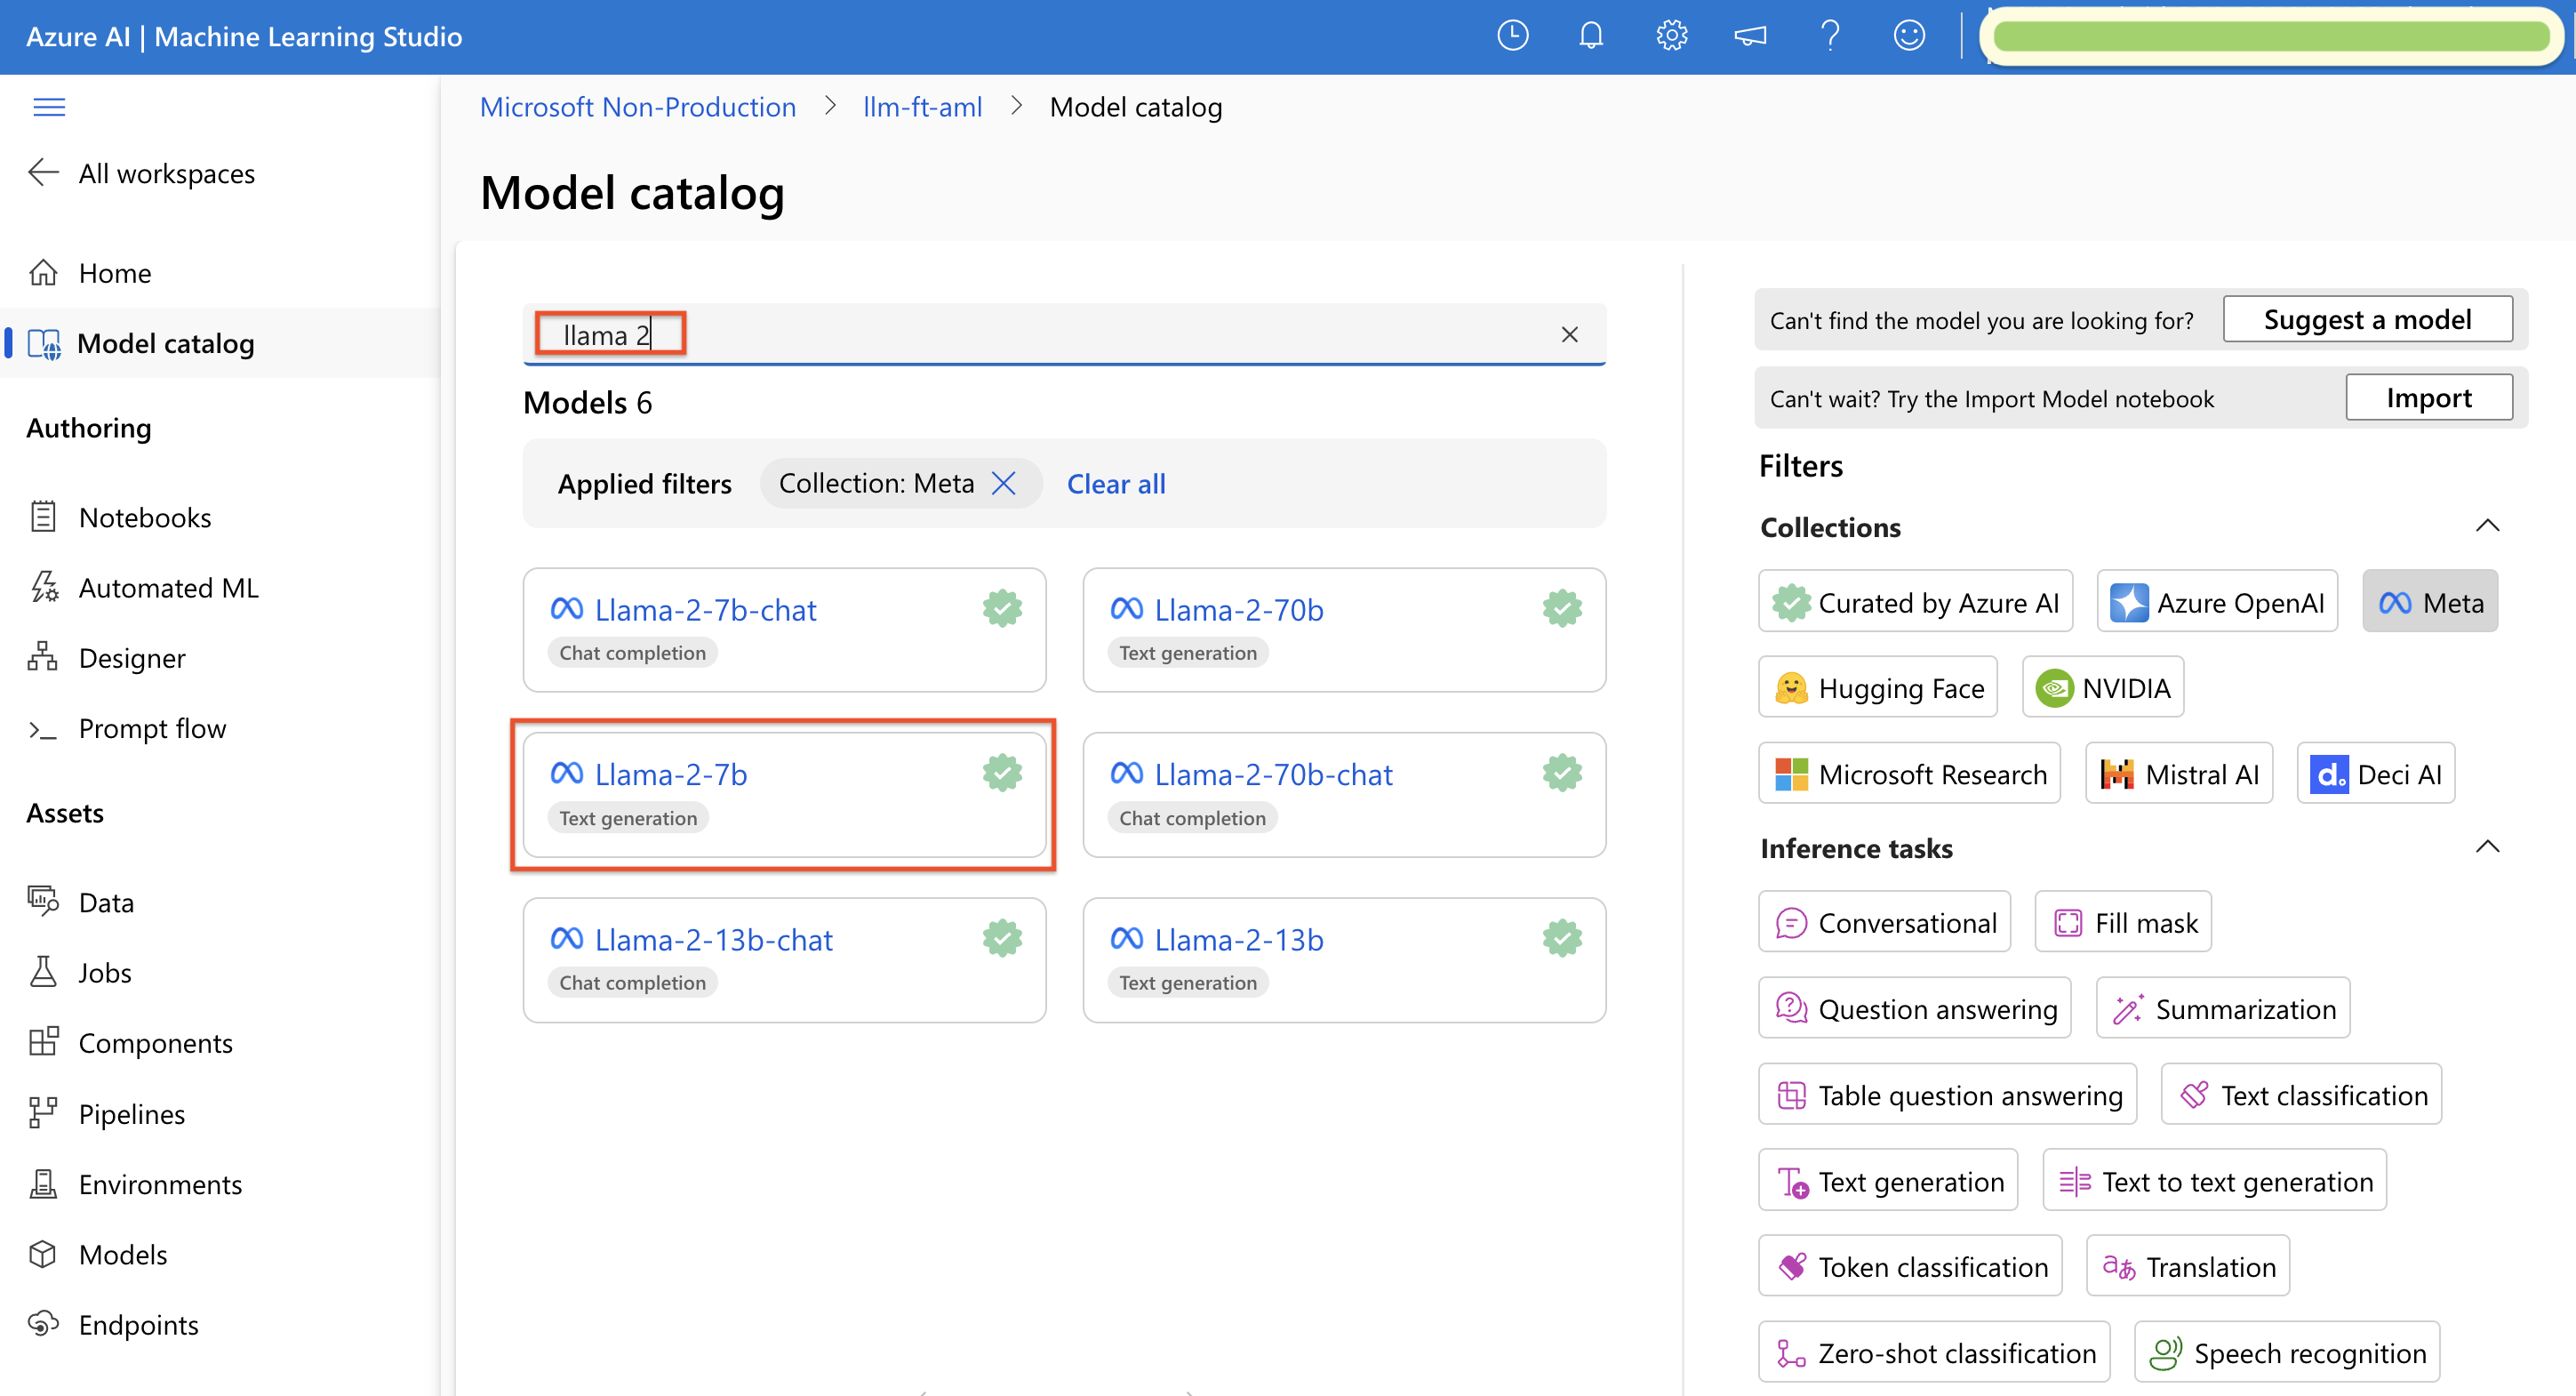 Azure AI | Machine Learning Studio
Microsoft Non-Production > llm-ft-aml > Model catalog
All workspaces
Home
Model catalog
Authoring
Notebooks
Automated ML
Designer
Prompt flow
Assets
Data
Jobs
Components
Pipelines
Environments
Models
Endpoints
Model catalog
llama 2
Models 6
Applied filters Collection: Meta Clear all
Llama-2-7b-chat
Chat completion
Llama-2-70b
Text generation
Llama-2-7b
Text generation
Llama-2-70b-chat
Chat completion
Llama-2-13b-chat
Chat completion
Llama-2-13b
Text generation
Can't find the model you are looking for? Suggest a model
Can't wait? Try the Import Model notebook Import
Filters
Collections
Curated by Azure AI Azure OpenAI Meta
Hugging Face NVIDIA
Microsoft Research Mistral AI d. Deci AI
Inference tasks
Conversational Fill mask
Question answering Summarization
Table question answering Text classification
Text generation Text to text generation
Token classification Translation
Zero-shot classification Speech recognition